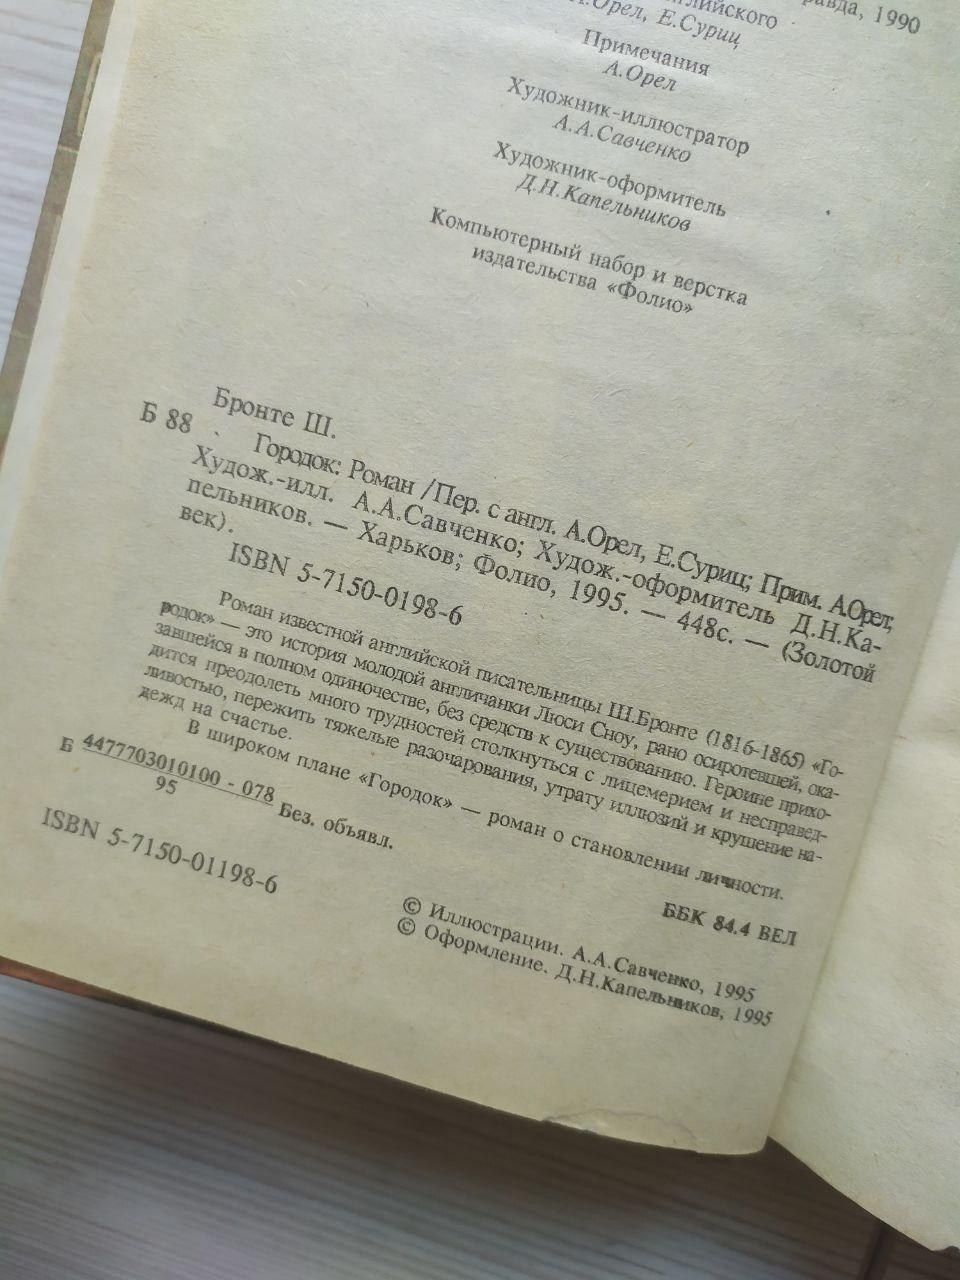 равда, 1990
лийского
Орел, Е.Суриц
Примечания
А.Орел
Художник-иллюстратор
А.А.Савченко
Художник-оформитель
Д.Н.Капельников
Компьютерный набор и верстка
издательства «Фолио»
Бронте Ш.
Б 88
Городок: Роман /Пер. с англ. А.Орел, Е.Суриц; Прим. А.Орел;
Худож.-илл. А.А.Савченко; Худож.-оформитель Д.Н.Ка-
пельников. — Харьков; Фолио, 1995. — 448с. — (Золотой
век).
ISBN 5-7150-0198-6
Роман известной английской писательницы Ш.Бронте (1816-1865) «Го-
родок» — это история молодой англичанки Люси Сноу, рано осиротевшей, ока-
завшейся в полном одиночестве, без средств к существованию. Героине прихо-
дится преодолеть много трудностей столкнуться с лицемерием и несправед-
ливостью, пережить тяжелые разочарования, утрату иллюзий и крушение на-
дежд на счастье.
В широком плане «Городок» — роман о становлении личности.
Б 4477703010100 - 078 Без. объявл.
95
ББК 84.4 ВЕЛ
ISBN 5-7150-01198-6
© Иллюстрации. А.А.Савченко, 1995
© Оформление. Д.Н.Капельников, 1995